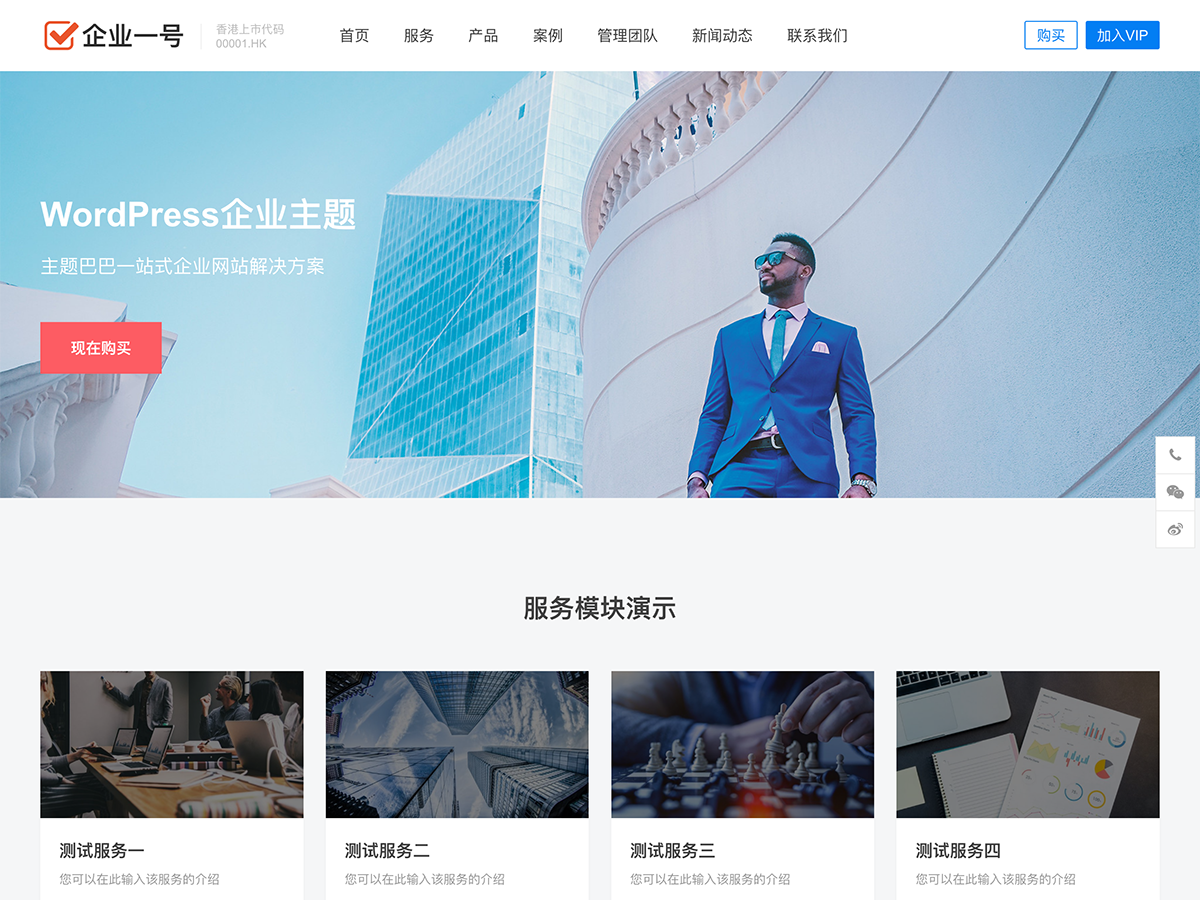 企业一号
香港上市代码
00001.HK
首页 服务 产品 案例 管理团队 新闻动态 联系我们
购买 加入VIP
WordPress企业主题
主题巴巴一站式企业网站解决方案
现在购买
服务模块演示
测试服务一 测试服务二 测试服务三 测试服务四
您可以在此输入该服务的介绍 您可以在此输入该服务的介绍 您可以在此输入该服务的介绍 您可以在此输入该服务的介绍